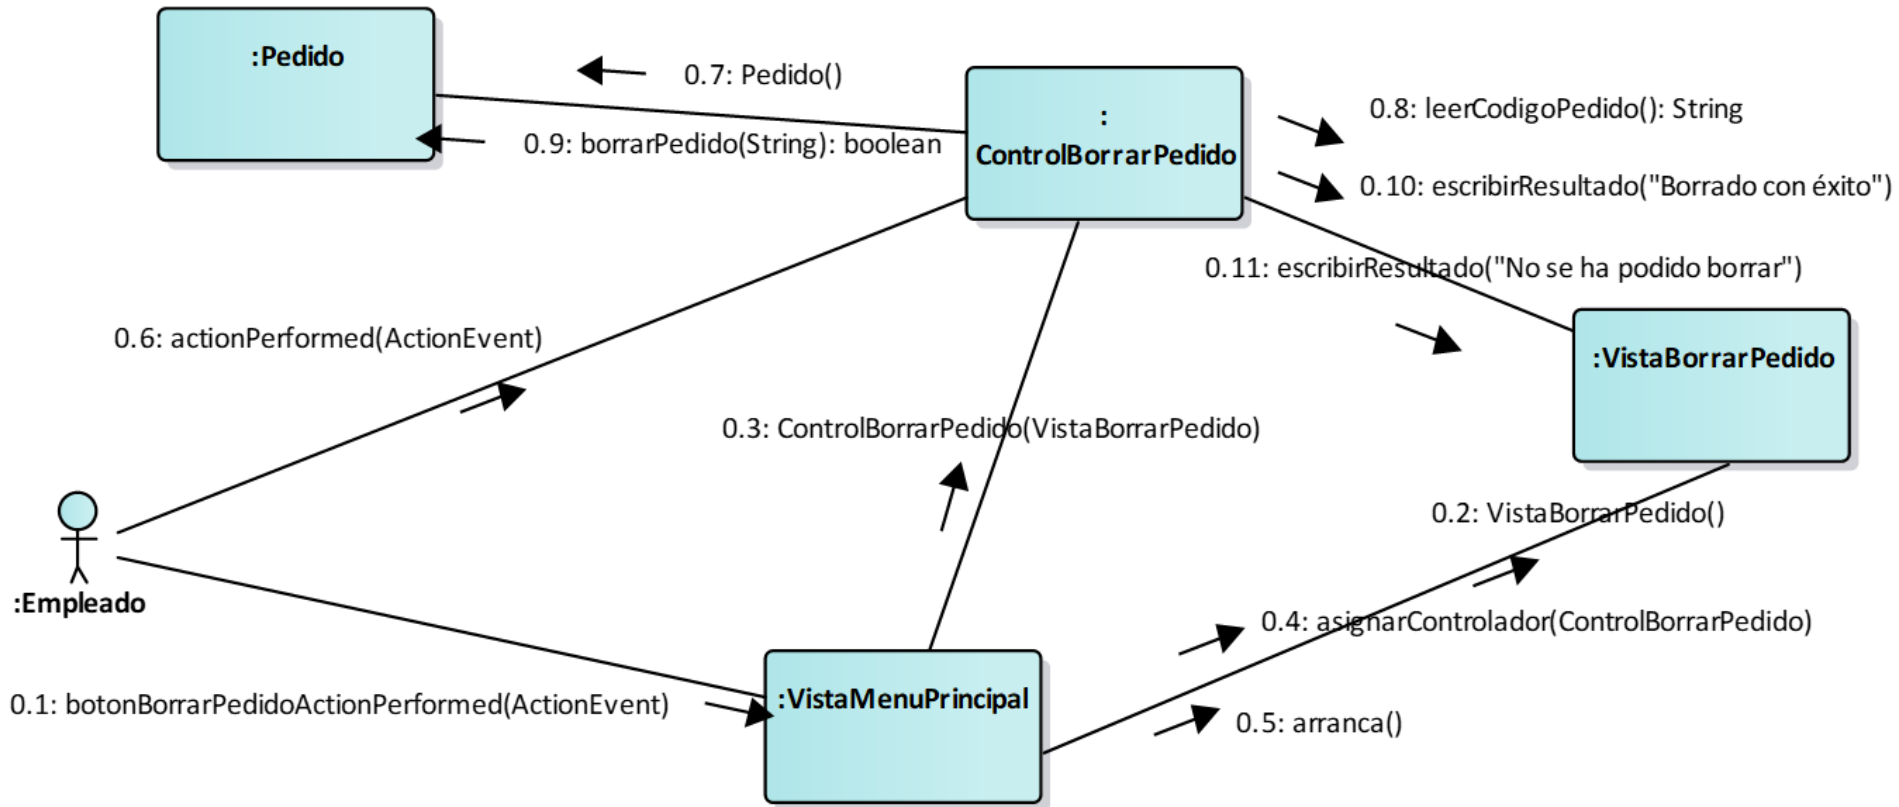 :Pedido
0.7: Pedido()
0.9: borrarPedido(String): boolean
:
ControlBorrarPedido
0.8: leerCodigoPedido(): String
0.10: escribirResultado("Borrado con éxito")
0.11: escribirResultado("No se ha podido borrar")
0.6: actionPerformed(ActionEvent)
:VistaBorrarPedido
0.3: ControlBorrarPedido(VistaBorrarPedido)
0.2: VistaBorrarPedido()
:Empleado
0.4: asignarControlador(ControlBorrarPedido)
0.1: botonBorrarPedidoActionPerformed(ActionEvent)
:VistaMenuPrincipal
0.5: arranca()